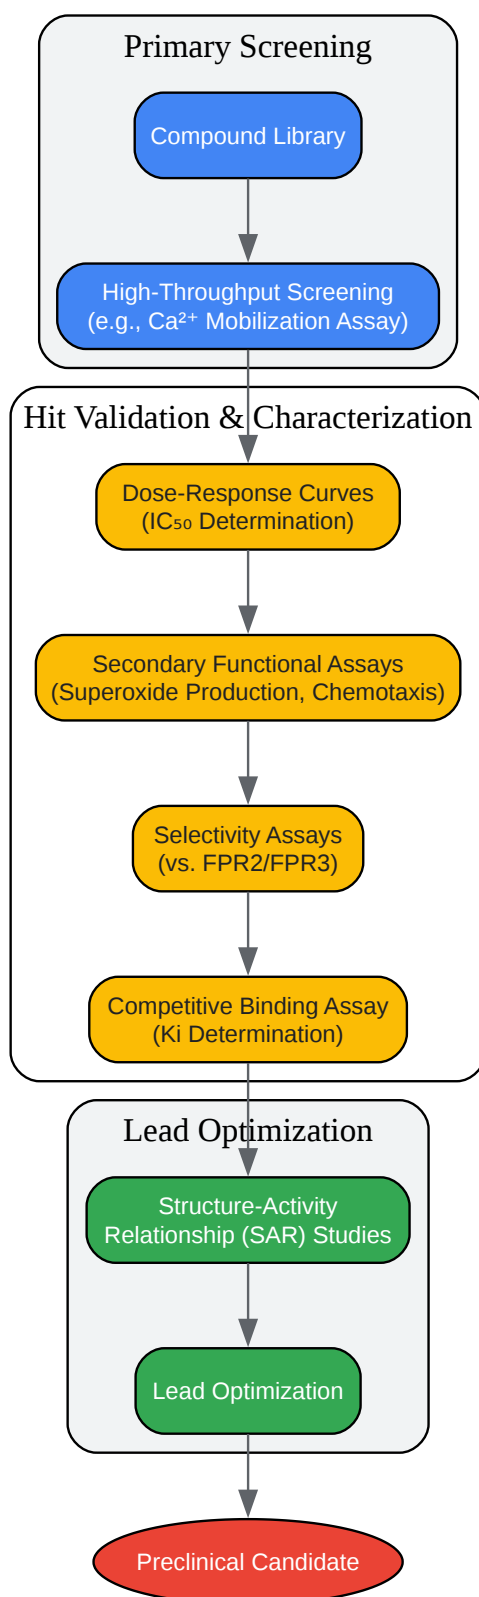 Primary Screening
Compound Library
High-Throughput Screening
(e.g., Ca²⁺ Mobilization Assay)
Hit Validation & Characterization
Dose-Response Curves
(IC₅₀ Determination)
Secondary Functional Assays
(Superoxide Production, Chemotaxis)
Selectivity Assays
(vs. FPR2/FPR3)
Competitive Binding Assay
(Ki Determination)
Lead Optimization
Structure-Activity
Relationship (SAR) Studies
Lead Optimization
Preclinical Candidate